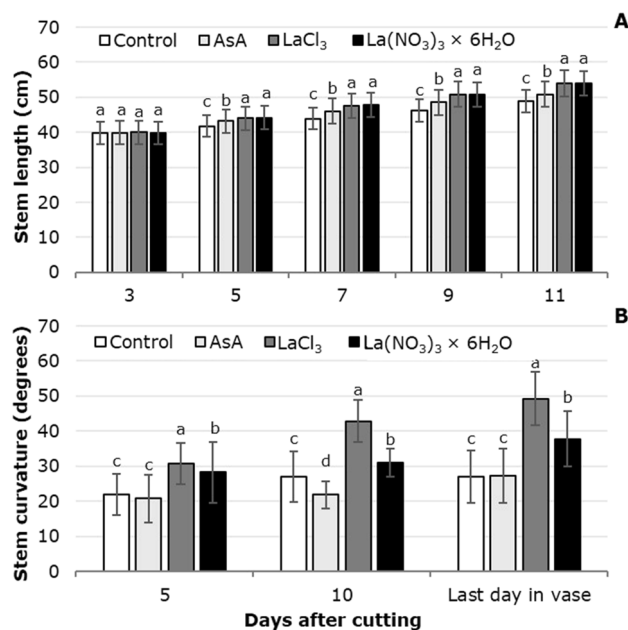 A
Control AsA LaCl₃ La(NO₃)₃ × 6H₂O
Stem length (cm)
70
60
50
40
30
20
10
0
a a a a
c b a a
c b a a
c b a a
c b a a
3 5 7 9 11
B
Control AsA LaCl₃ La(NO₃)₃ × 6H₂O
Stem curvature (degrees)
70
60
50
40
30
20
10
0
c c a b
c d a b
c c a b
5 10 Last day in vase
Days after cutting